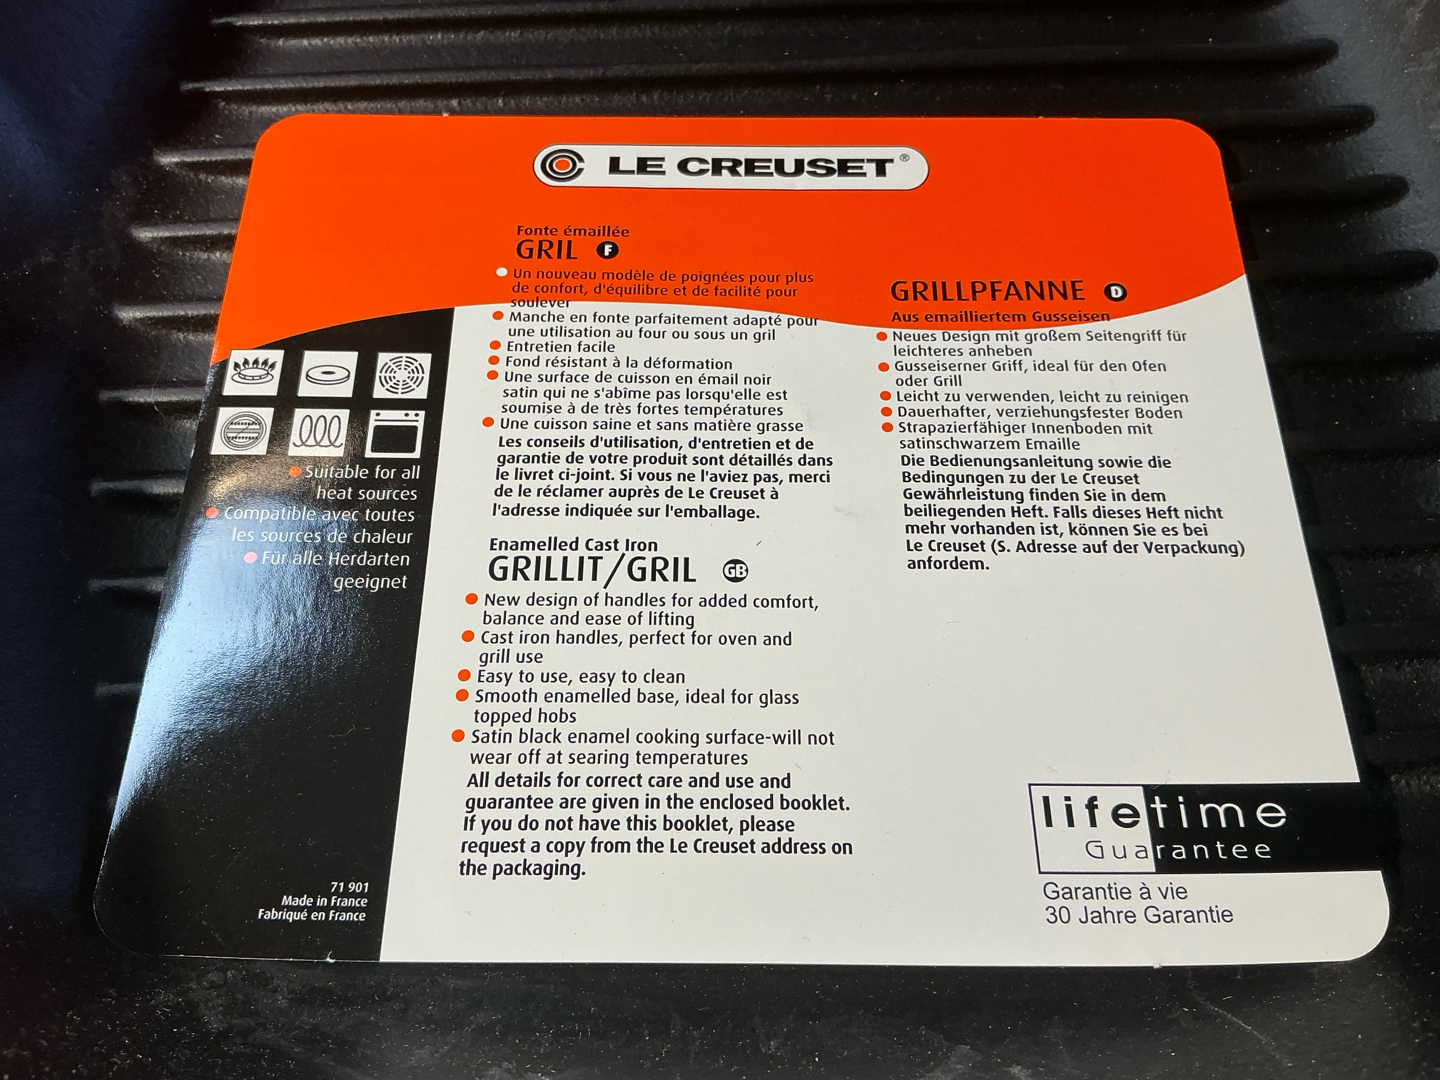 LE CREUSET®
Fonte émaillée
GRIL F
Un nouveau modèle de poignées pour plus
de confort, d'équilibre et de facilité pour
soulever
Manche en fonte parfaitement adapté pour
une utilisation au four ou sous un gril
Entretien facile
Fond résistant à la déformation
Une surface de cuisson en émail noir
satin qui ne s'abîme pas lorsqu'elle est
soumise à de très fortes températures
Une cuisson saine et sans matière grasse
Les conseils d'utilisation, d'entretien et de
garantie de votre produit sont détaillés dans
le livret ci-joint. Si vous ne l'aviez pas, merci
de le réclamer auprès de Le Creuset à
l'adresse indiquée sur l'emballage.
Enamelled Cast Iron
GRILLIT/GRIL GB
New design of handles for added comfort,
balance and ease of lifting
Cast iron handles, perfect for oven and
grill use
Easy to use, easy to clean
Smooth enamelled base, ideal for glass
topped hobs
Satin black enamel cooking surface-will not
wear off at searing temperatures
All details for correct care and use and
guarantee are given in the enclosed booklet.
If you do not have this booklet, please
request a copy from the Le Creuset address on
the packaging.
GRILLPFANNE D
Aus emailliertem Gusseisen
Neues Design mit großem Seitengriff für
leichteres anheben
Gusseiserner Griff, ideal für den Ofen
oder Grill
Leicht zu verwenden, leicht zu reinigen
Dauerhafter, verziehungsfester Boden
Strapazierfähiger Innenboden mit
satinschwarzem Emaille
Die Bedienungsanleitung sowie die
Bedingungen zu der Le Creuset
Gewährleistung finden Sie in dem
beiliegenden Heft. Falls dieses Heft nicht
mehr vorhanden ist, können Sie es bei
Le Creuset (S. Adresse auf der Verpackung)
anfordem.
Suitable for all
heat sources
Compatible avec toutes
les sources de chaleur
Für alle Herdarten
geeignet
71 901
Made in France
Fabriqué en France
lifetime
Guarantee
Garantie à vie
30 Jahre Garantie